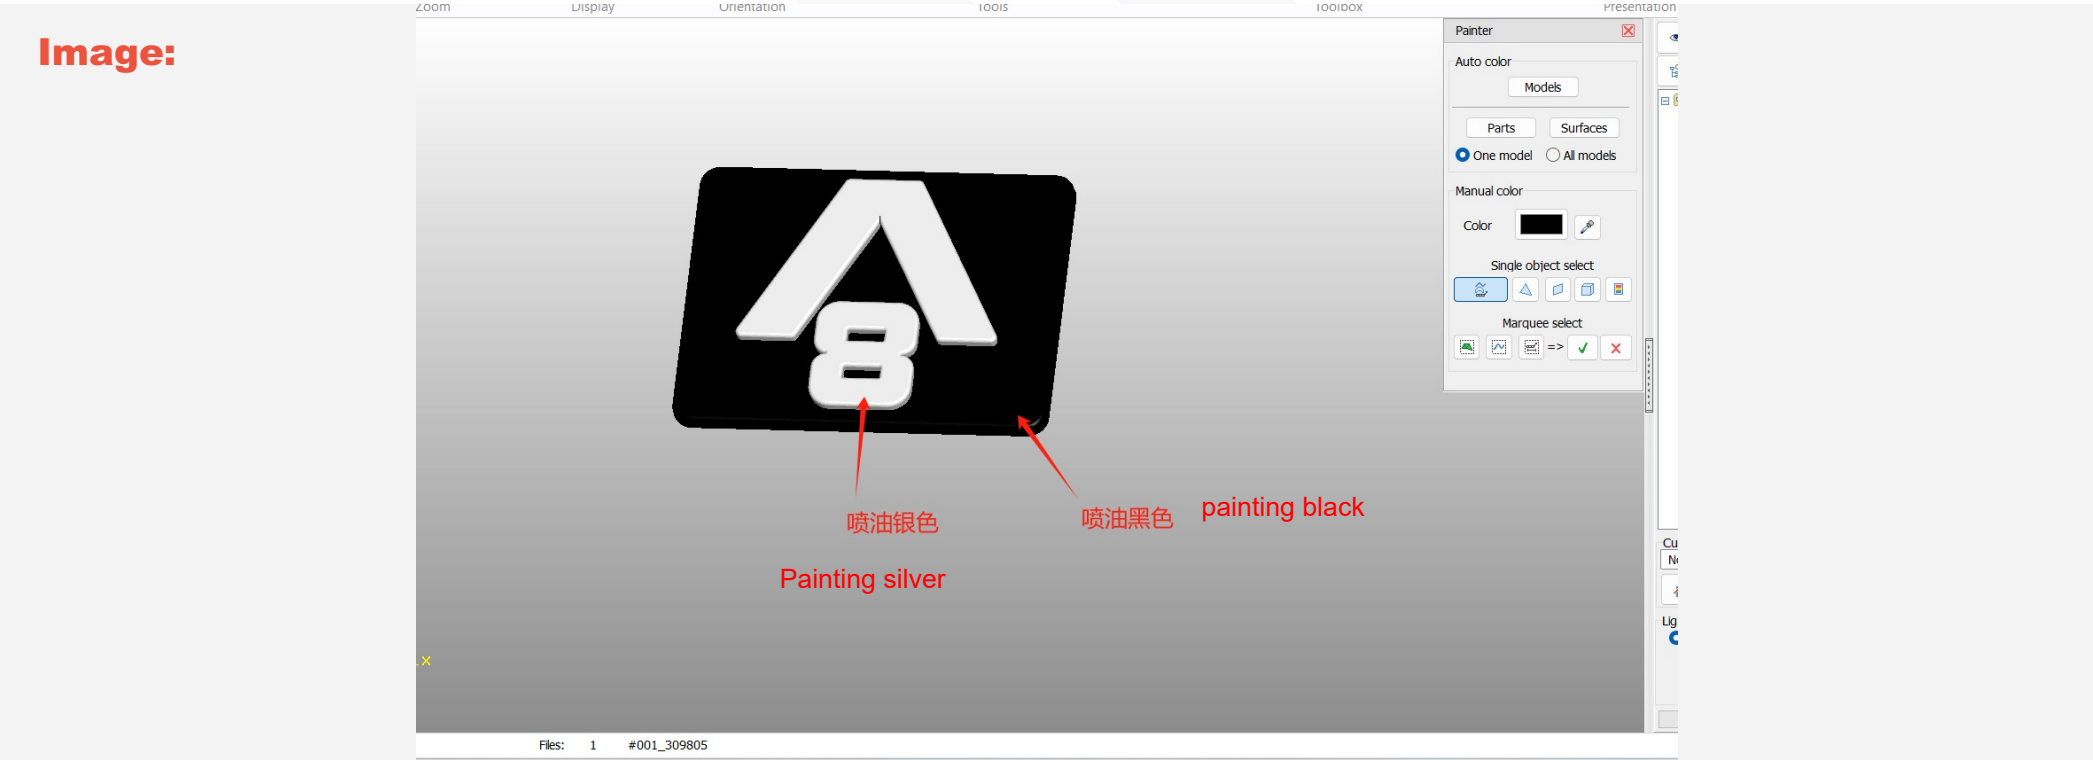 Zoom Display Orientation Tools Toolbox Presentation
Image:
Painter
Auto color
Models
Parts Surfaces
One model All models
Manual color
Color
Single object select
Marquee select
=>
Λ
8
喷油银色
喷油黑色 painting black
Painting silver
X
Files: 1 #001_309805